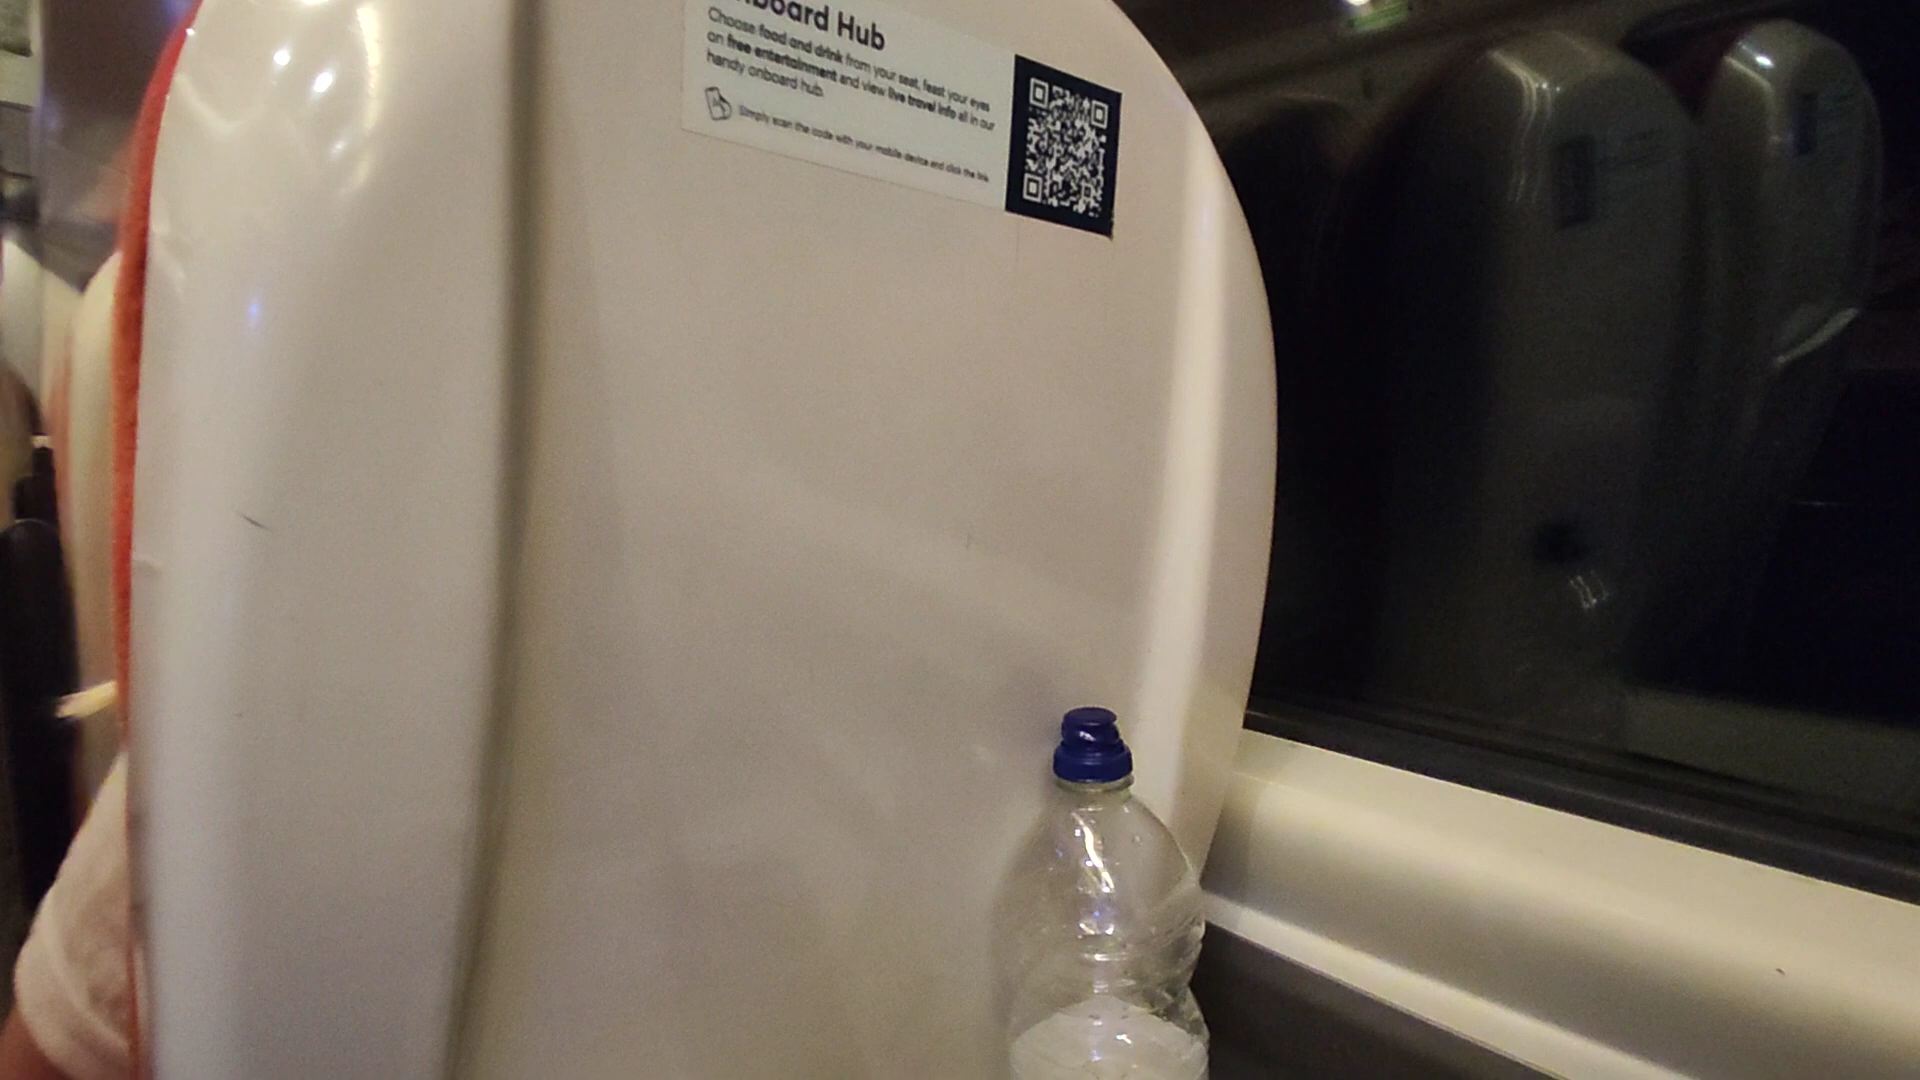 board Hub
Choose food and drink from your seat, feast your eyes
on free entertainment and view live travel info all in our
handy onboard hub.
Simply scan the code with your mobile device and click the link